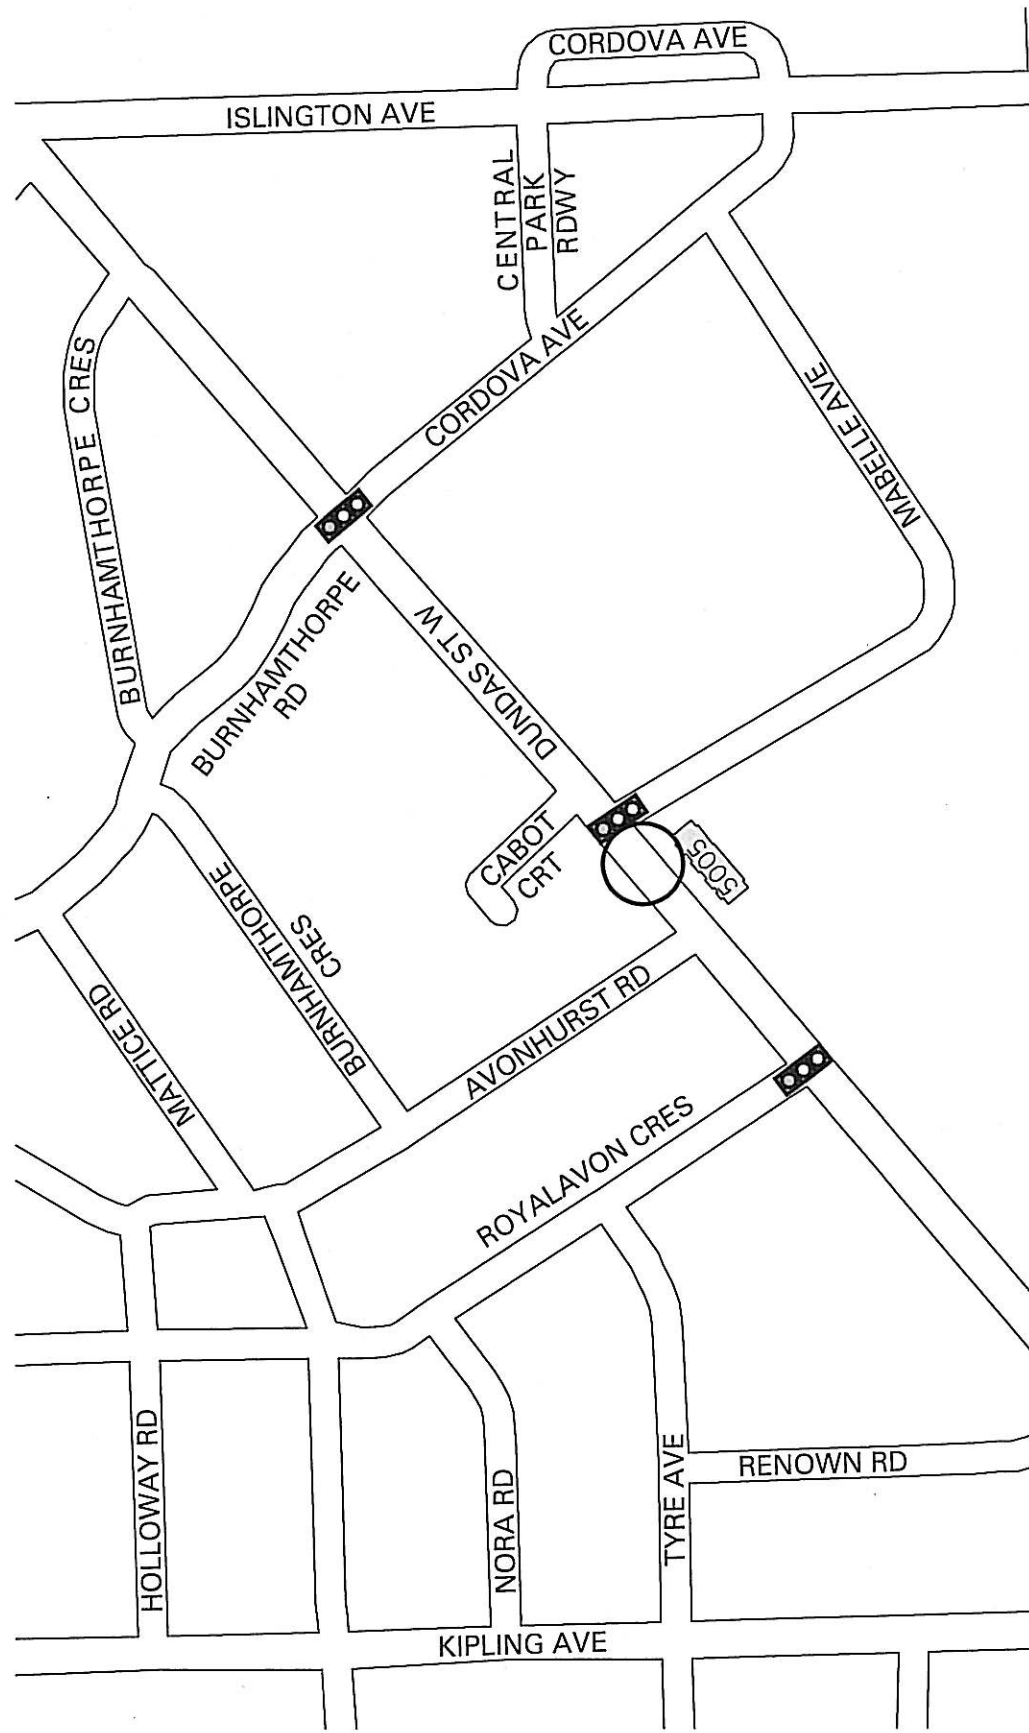 CORDOVA AVE
ISLINGTON AVE
CENTRAL
PARK
RDWY
CORDOVA AVE
MABELLE AVE
BURNHAMTHORPE CRES
BURNHAMTHORPE
RD
DUNDAS ST W
CABOT
CRT
5005
BURNHAMTHORPE
CRES
MATTICE RD
AVONHURST RD
ROYALAVON CRES
HOLLOWAY RD
NORA RD
TYRE AVE
RENOWN RD
KIPLING AVE